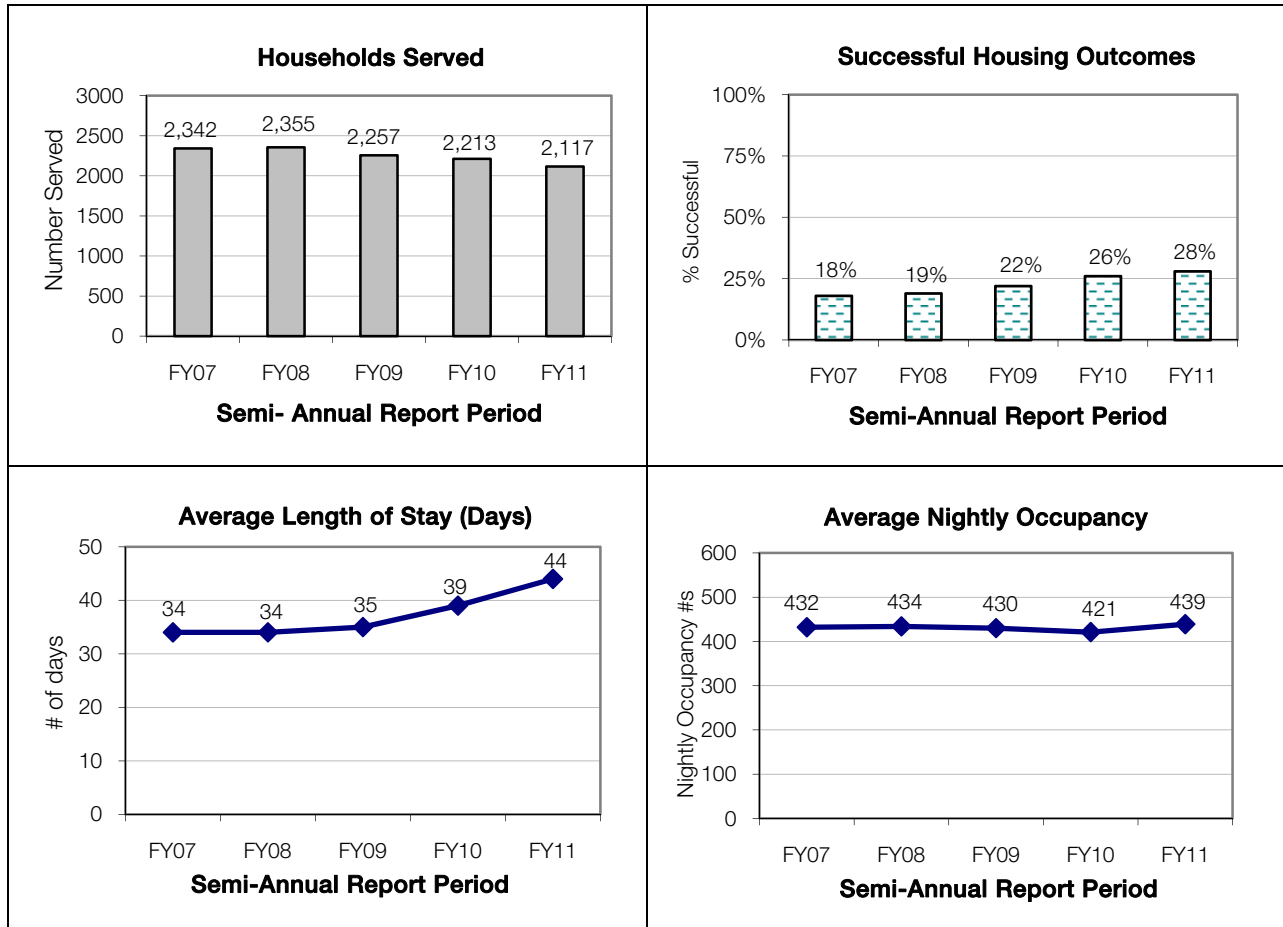 Households Served
3000
2500
2000
1500
1000
500
0
Number Served
2,342
2,355
2,257
2,213
2,117
FY07 FY08 FY09 FY10 FY11
Semi- Annual Report Period
Successful Housing Outcomes
100%
75%
50%
25%
0%
% Successful
18%
19%
22%
26%
28%
FY07 FY08 FY09 FY10 FY11
Semi-Annual Report Period
Average Length of Stay (Days)
50
40
30
20
10
0
# of days
34
34
35
39
44
FY07 FY08 FY09 FY10 FY11
Semi-Annual Report Period
Average Nightly Occupancy
600
500
400
300
200
100
0
Nightly Occupancy #s
432
434
430
421
439
FY07 FY08 FY09 FY10 FY11
Semi-Annual Report Period